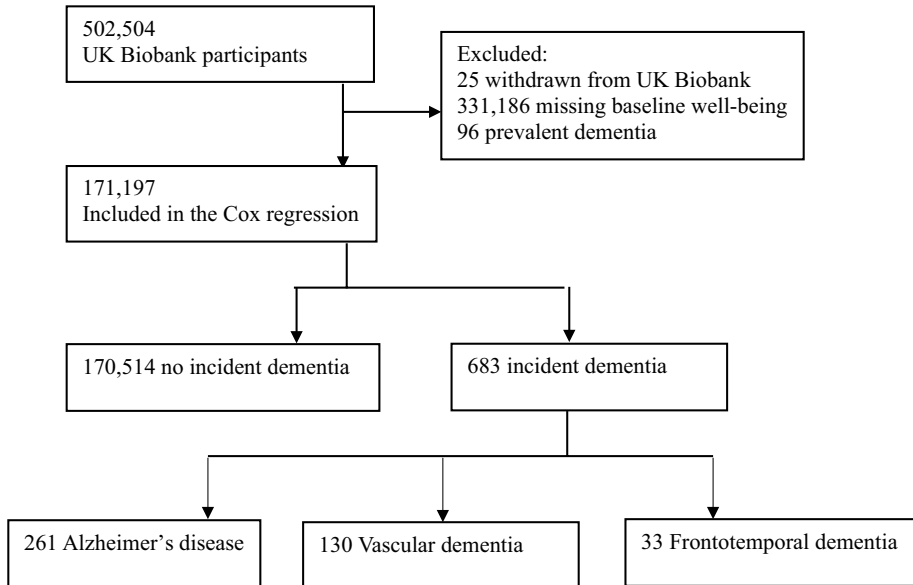 502,504
UK Biobank participants
Excluded:
25 withdrawn from UK Biobank
331,186 missing baseline well-being
96 prevalent dementia
171,197
Included in the Cox regression
170,514 no incident dementia
683 incident dementia
261 Alzheimer’s disease
130 Vascular dementia
33 Frontotemporal dementia